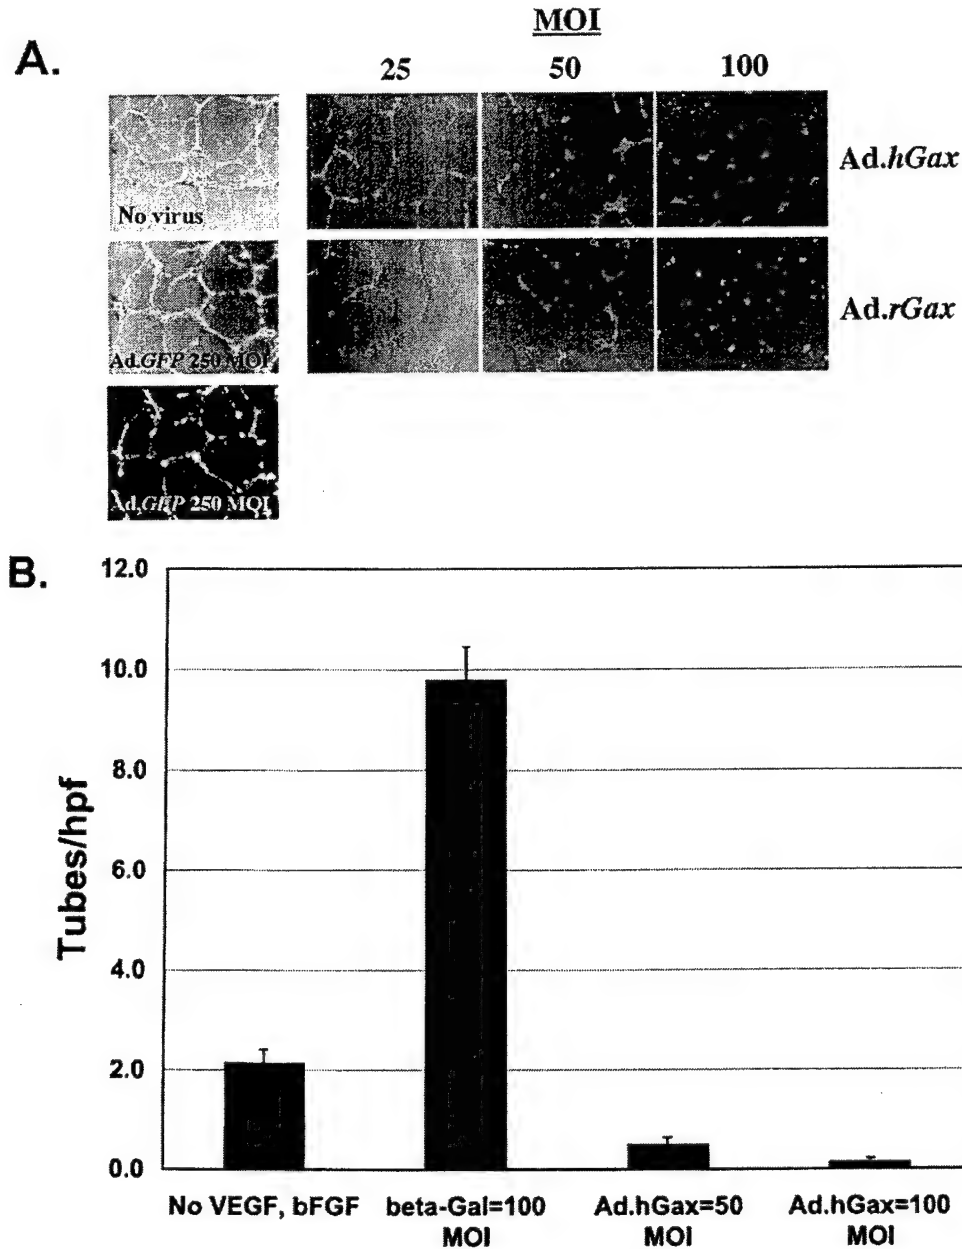 MOI
A.
25 50 100
No virus
Ad.hGax
Ad.GFP 250 MOI
Ad.rGax
Ad.GFP 250 MOI
B.
12.0
10.0
8.0
6.0
4.0
2.0
0.0
Tubes/hpf
No VEGF, bFGF
beta-Gal=100
MOI
Ad.hGax=50
MOI
Ad.hGax=100
MOI